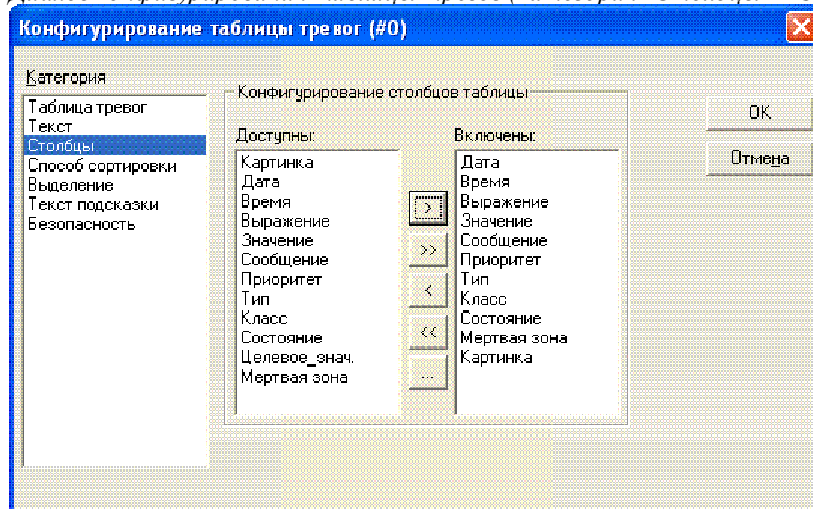 Конфигурирование таблицы тревог (#0)
Категория
Таблица тревог
Текст
Столбцы
Способ сортировки
Выделение
Текст подсказки
Безопасность
Конфигурирование столбцов таблицы
Доступны:
Картинка
Дата
Время
Выражение
Значение
Сообщение
Приоритет
Тип
Класс
Состояние
Целевое_знач.
Мертвая зона
>
>>
<
<<
...
Включены:
Дата
Время
Выражение
Значение
Сообщение
Приоритет
Тип
Класс
Состояние
Мертвая зона
Картинка
OK
Отмена